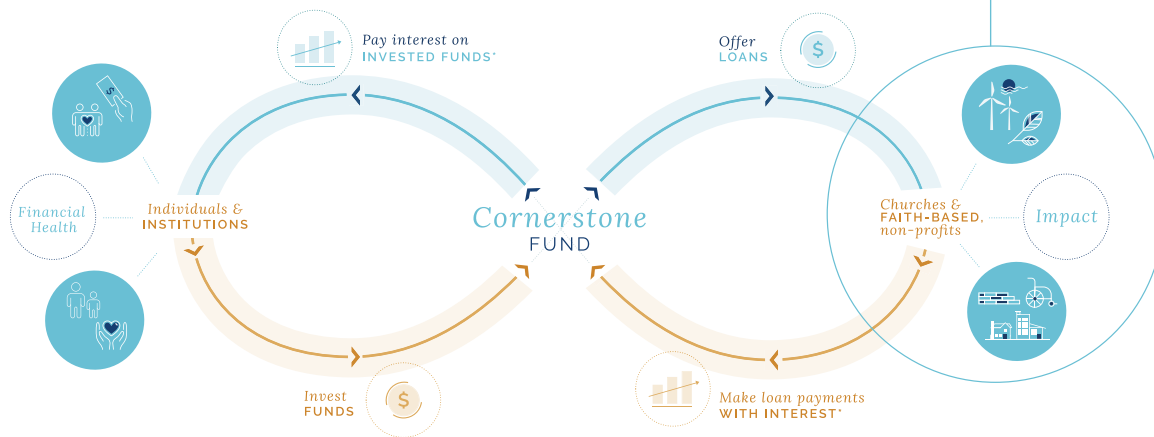 Pay interest on
INVESTED FUNDS*
Offer
LOANS
$
$
Financial
Health
Individuals &
INSTITUTIONS
Cornerstone
FUND
Churches &
FAITH-BASED,
non-profits
Impact
Invest
FUNDS
$
Make loan payments
WITH INTEREST*